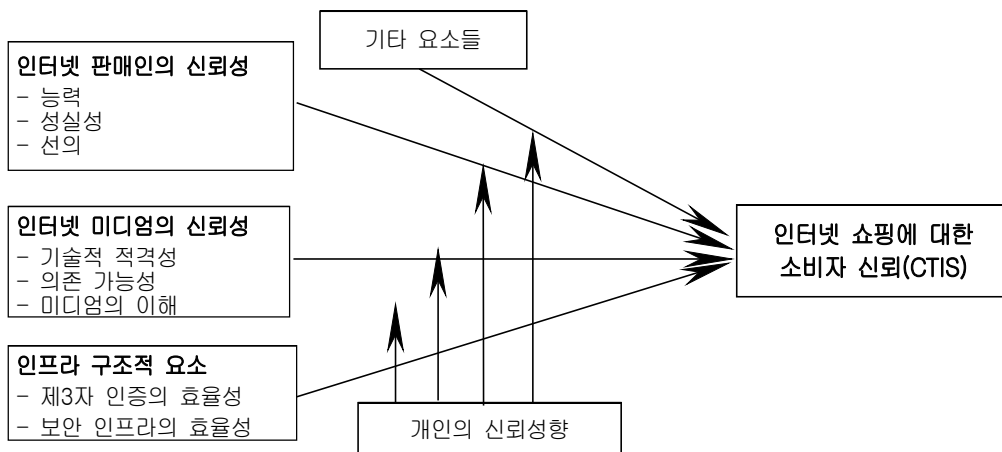 기타 요소들
인터넷 판매인의 신뢰성
- 능력
- 성실성
- 선의
인터넷 미디엄의 신뢰성
- 기술적 적격성
- 의존 가능성
- 미디엄의 이해
인터넷 쇼핑에 대한
소비자 신뢰(CTIS)
인프라 구조적 요소
- 제3자 인증의 효율성
- 보안 인프라의 효율성
개인의 신뢰성향